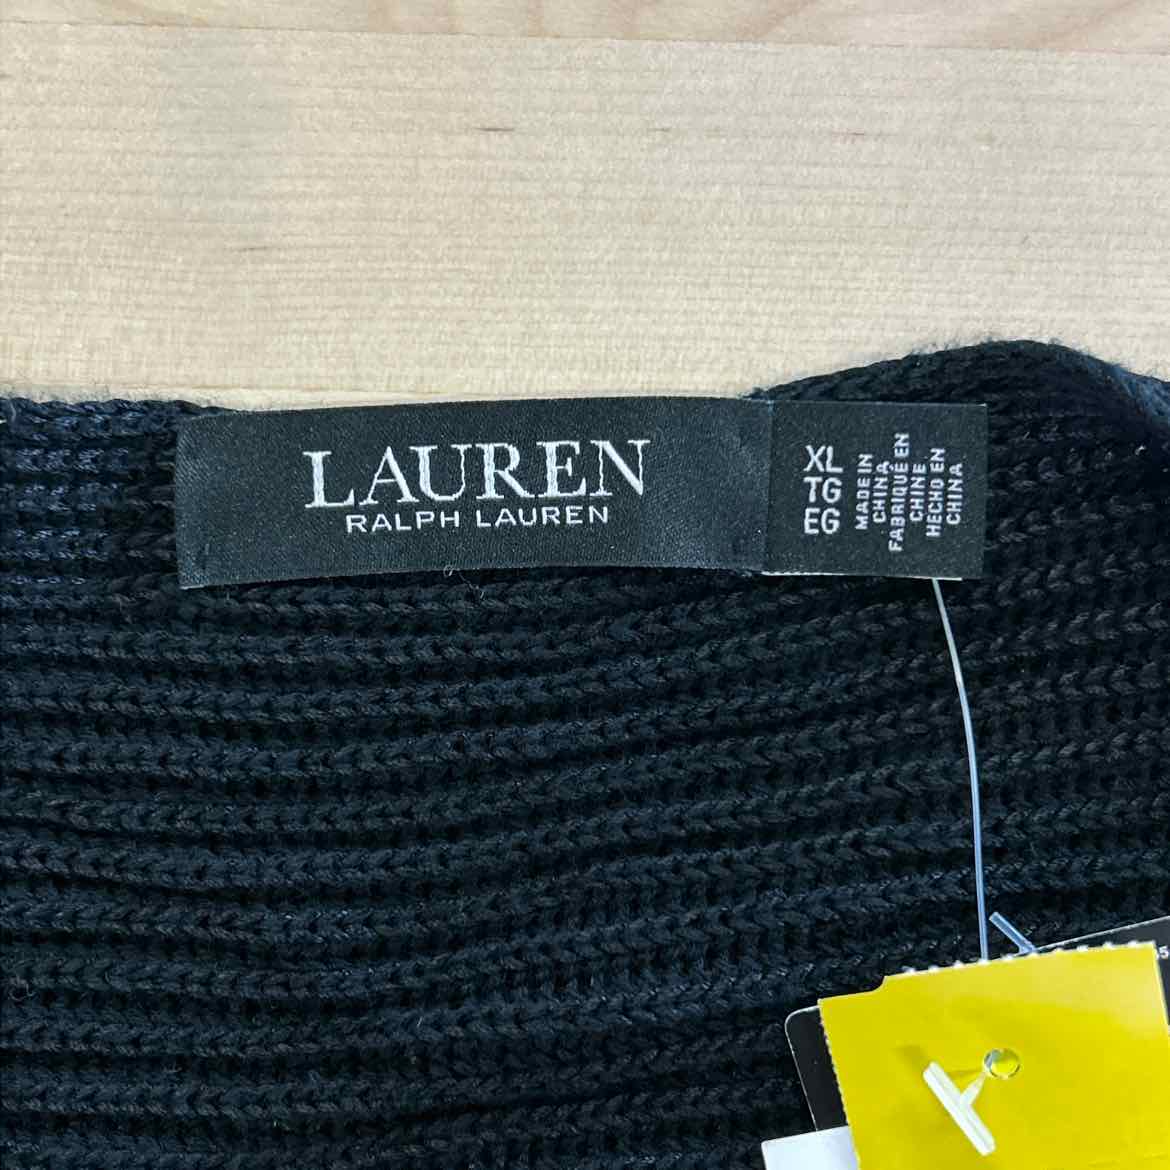 LAUREN
RALPH LAUREN
XL
TG
EG
MADE IN
CHINA
FABRIQUÉ EN
CHINE
HECHO EN
CHINA